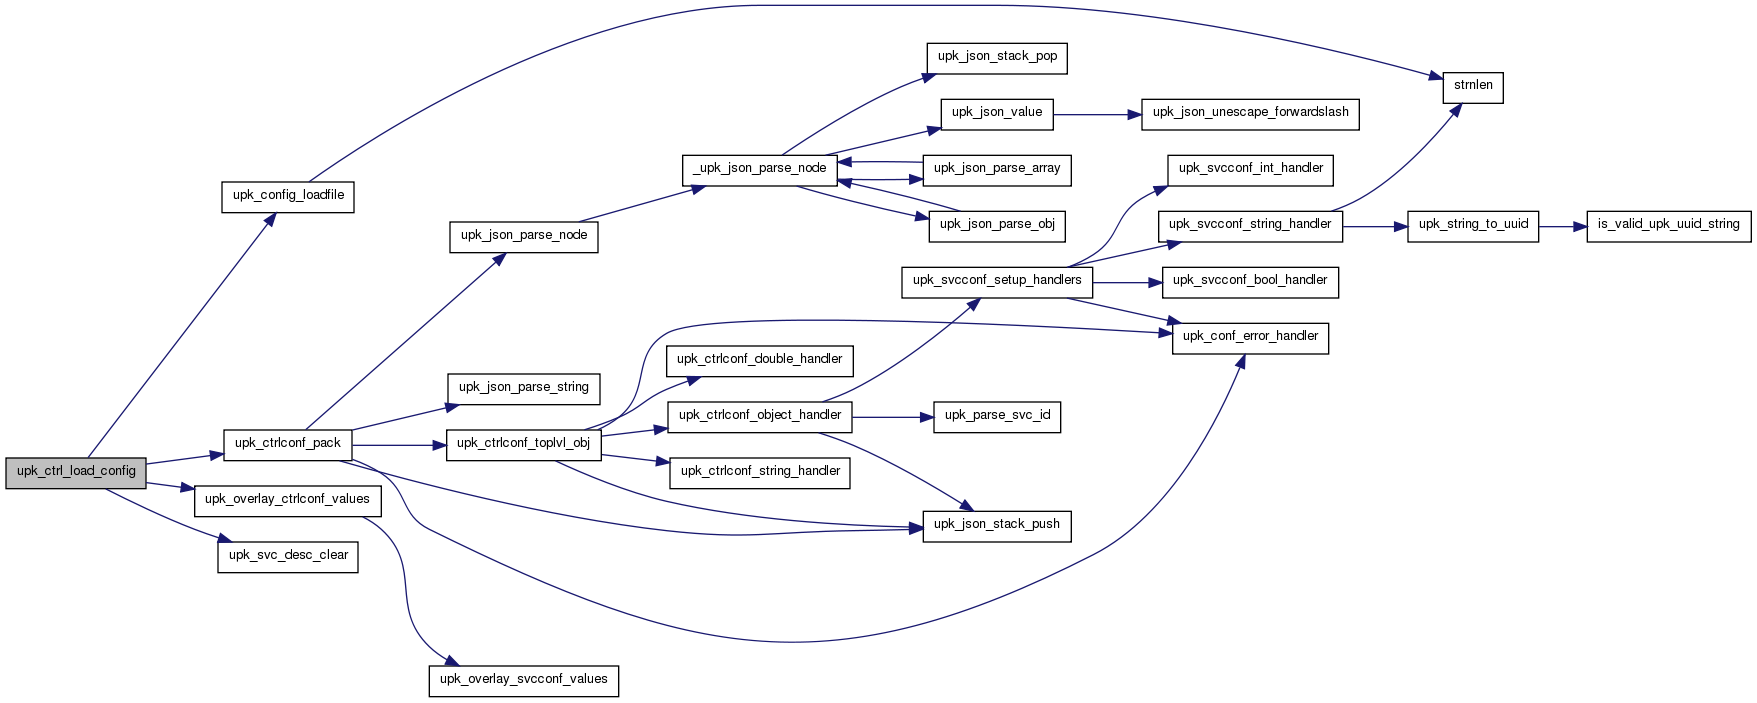 upk_json_stack_pop
strnlen
upk_json_value
upk_json_unescape_forwardslash
_upk_json_parse_node
upk_json_parse_array
upk_svcconf_int_handler
upk_config_loadfile
upk_json_parse_obj
upk_svcconf_string_handler
upk_string_to_uuid
is_valid_upk_uuid_string
upk_json_parse_node
upk_svcconf_setup_handlers
upk_svcconf_bool_handler
upk_conf_error_handler
upk_ctrlconf_double_handler
upk_json_parse_string
upk_ctrlconf_object_handler
upk_parse_svc_id
upk_ctrlconf_pack
upk_ctrlconf_toplvl_obj
upk_ctrl_load_config
upk_ctrlconf_string_handler
upk_overlay_ctrlconf_values
upk_json_stack_push
upk_svc_desc_clear
upk_overlay_svcconf_values